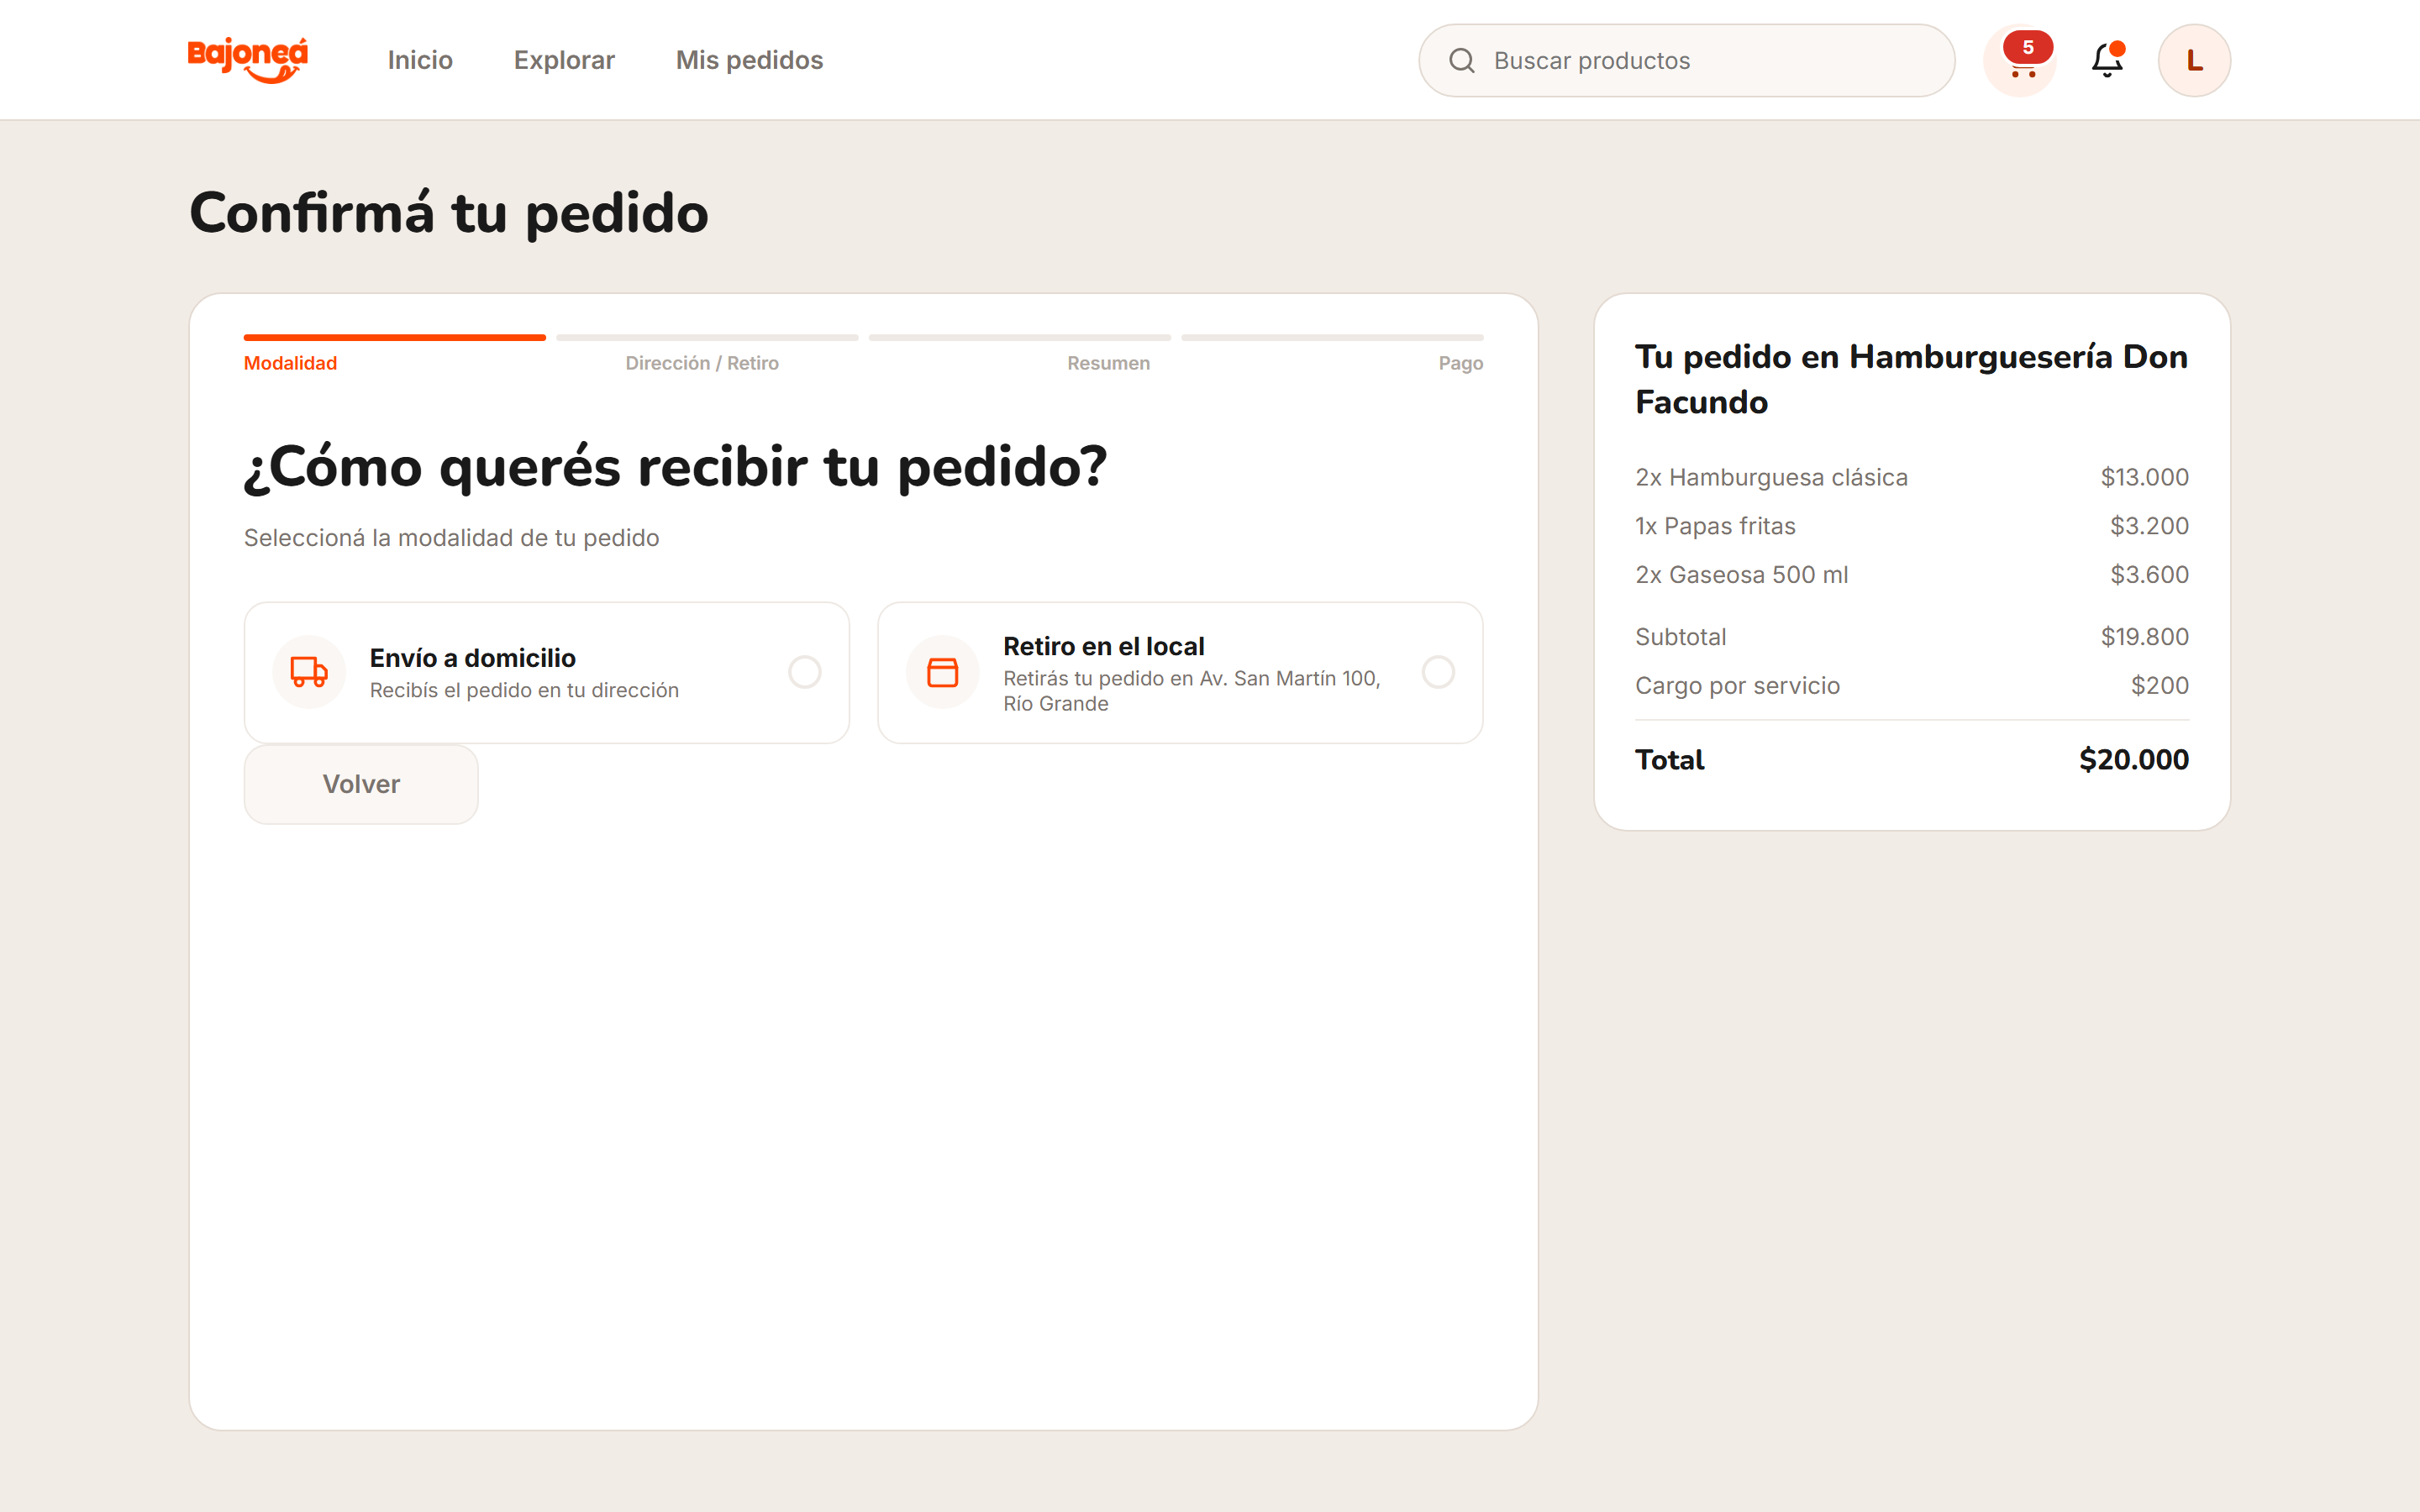 Bajoneá
Inicio
Explorar
Mis pedidos
Buscar productos
5
L
Confirmá tu pedido
Modalidad
Dirección / Retiro
Resumen
Pago
¿Cómo querés recibir tu pedido?
Seleccioná la modalidad de tu pedido
Envío a domicilio
Recibís el pedido en tu dirección
Retiro en el local
Retirás tu pedido en Av. San Martín 100,
Río Grande
Volver
Tu pedido en Hamburguesería Don
Facundo
2x Hamburguesa clásica $13.000
1x Papas fritas $3.200
2x Gaseosa 500 ml $3.600
Subtotal $19.800
Cargo por servicio $200
Total $20.000